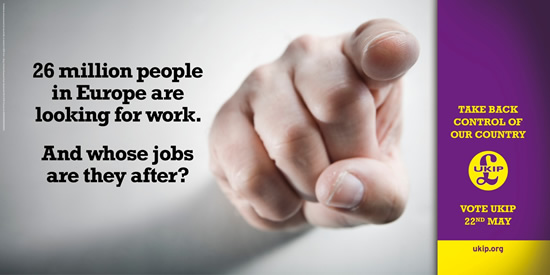 26 million people
in Europe are
looking for work.
And whose jobs
are they after?
TAKE BACK
CONTROL OF
OUR COUNTRY
£
UKIP
VOTE UKIP
22ND MAY
ukip.org